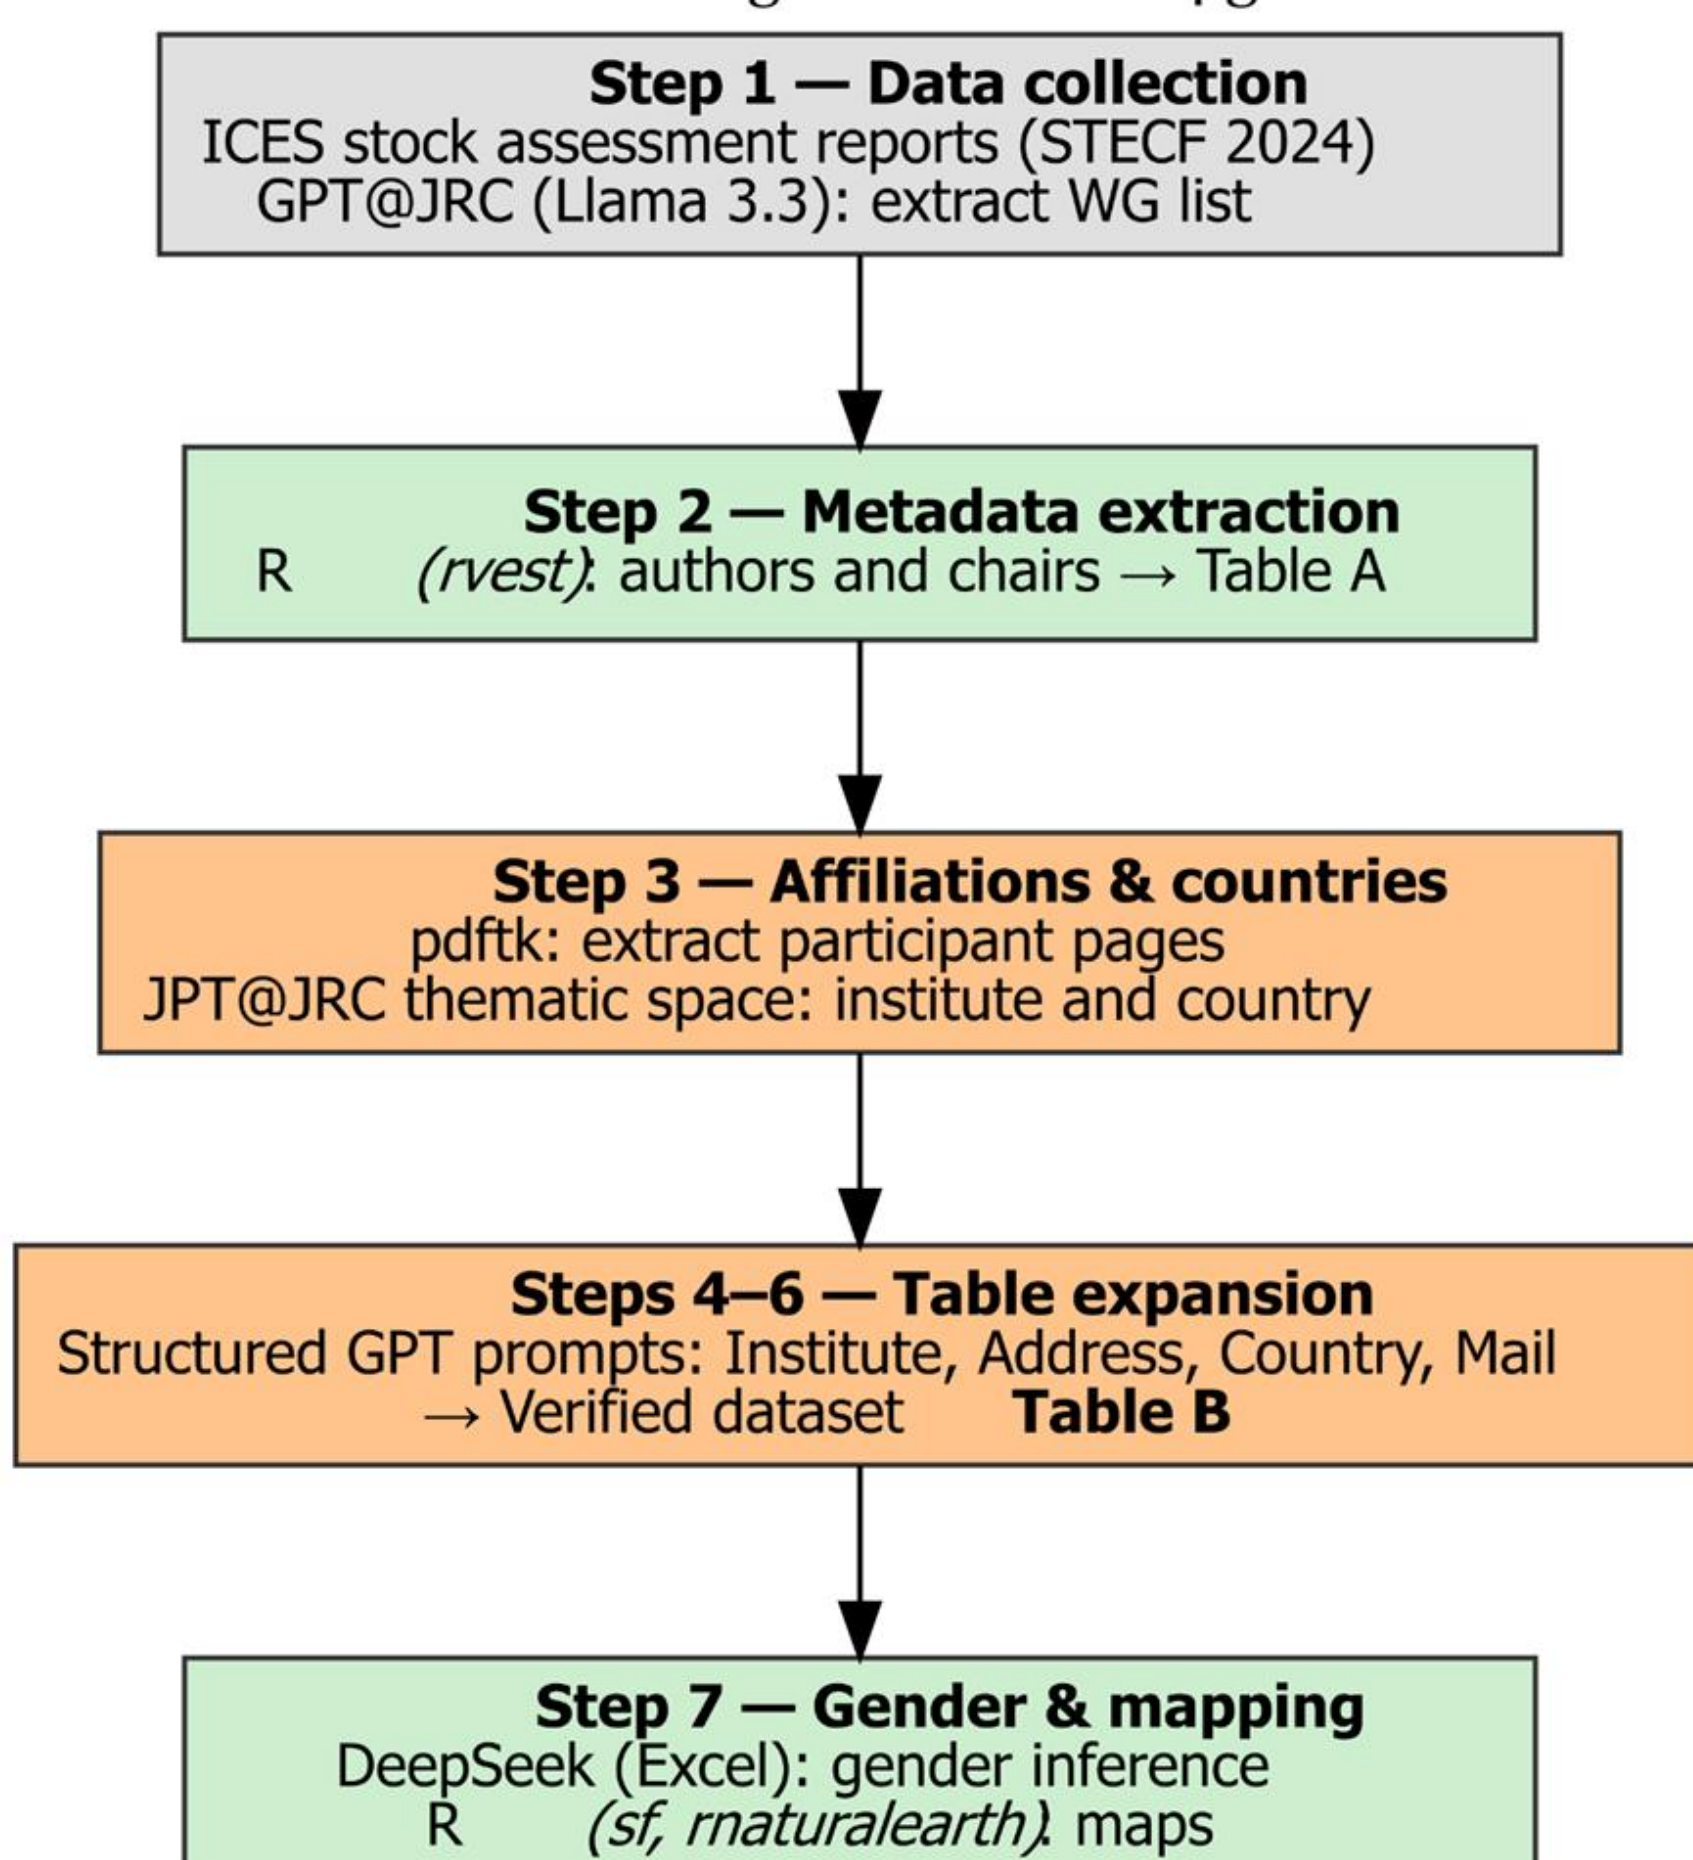 Step 1 — Data collection
ICES stock assessment reports (STECF 2024)
GPT@JRC (Llama 3.3): extract WG list
Step 2 — Metadata extraction
R (rvest): authors and chairs → Table A
Step 3 — Affiliations & countries
pdftk: extract participant pages
JPT@JRC thematic space: institute and country
Steps 4–6 — Table expansion
Structured GPT prompts: Institute, Address, Country, Mail
→ Verified dataset Table B
Step 7 — Gender & mapping
DeepSeek (Excel): gender inference
R (sf, rnaturalearth): maps